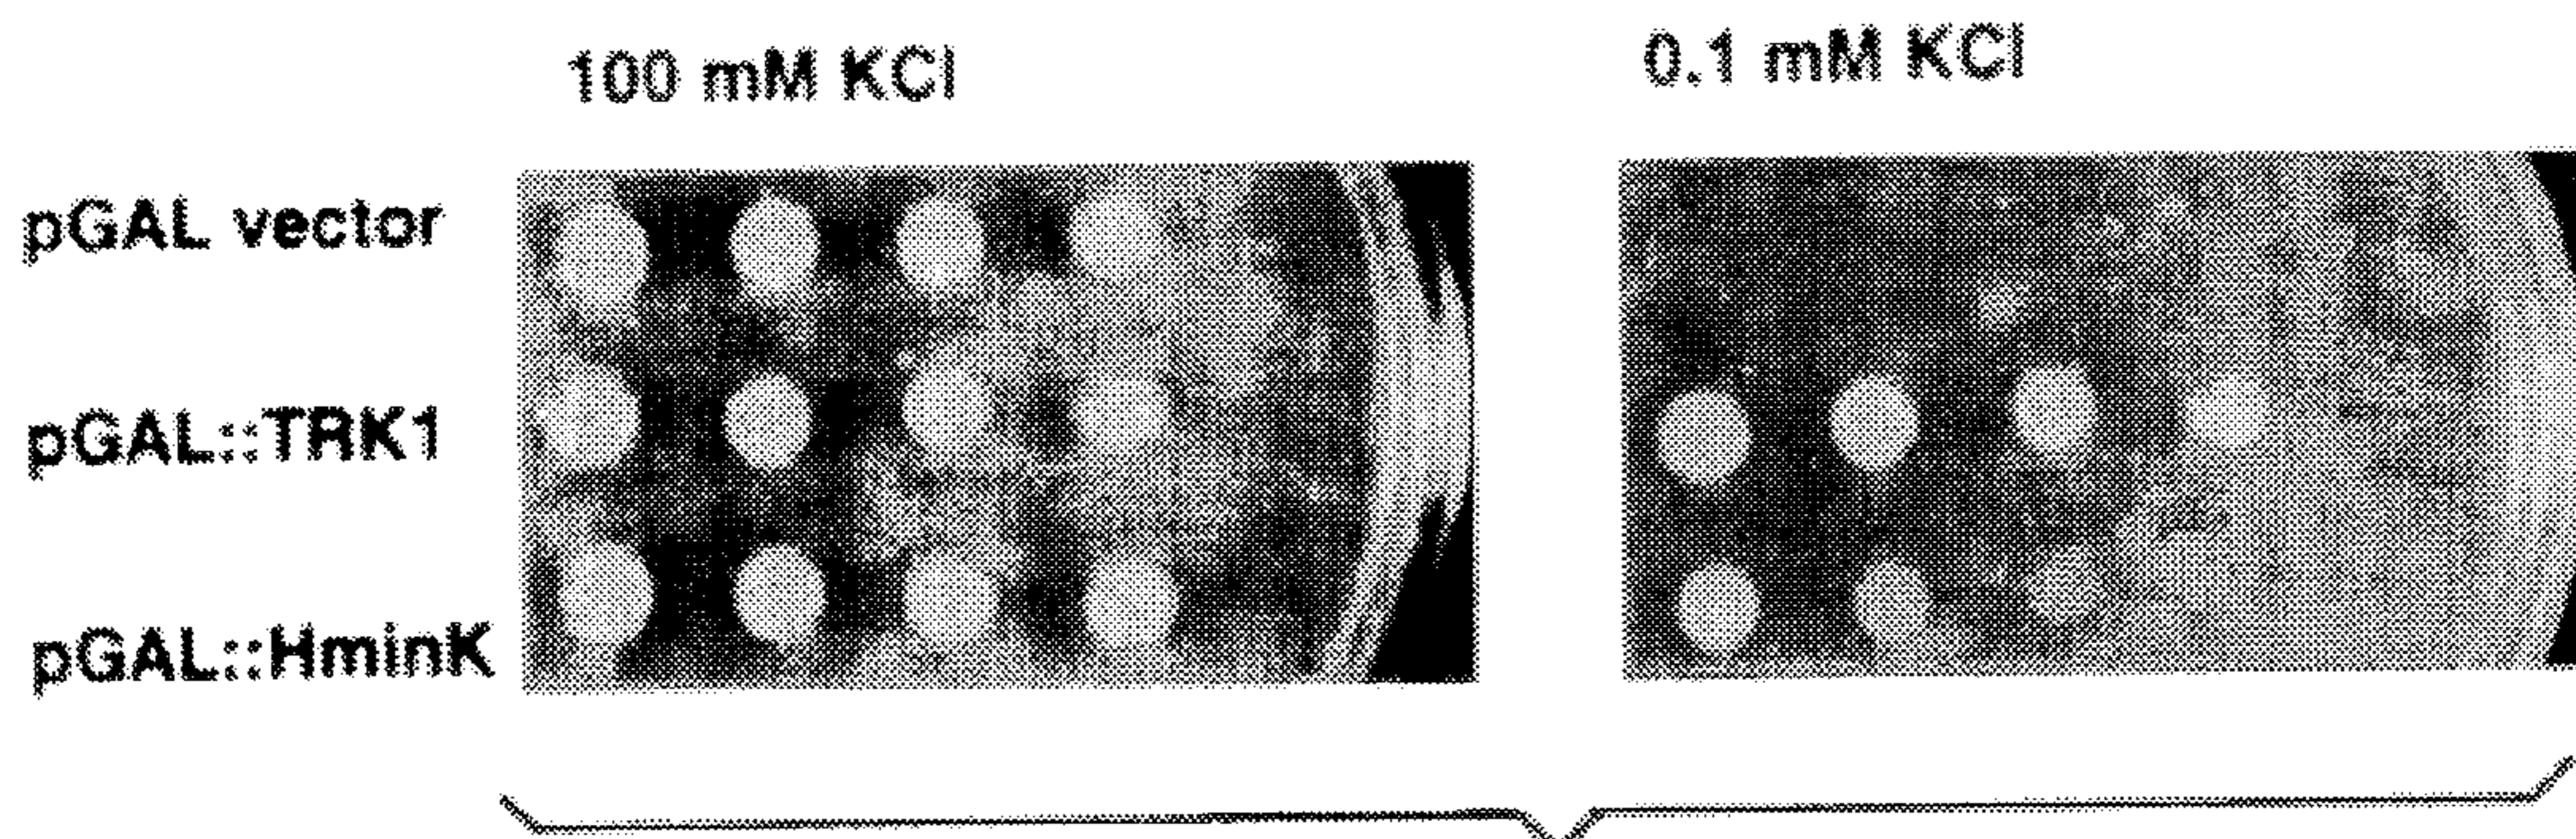 100 mM KCl
0.1 mM KCl
pGAL vector
pGAL::TRK1
pGAL::HminK